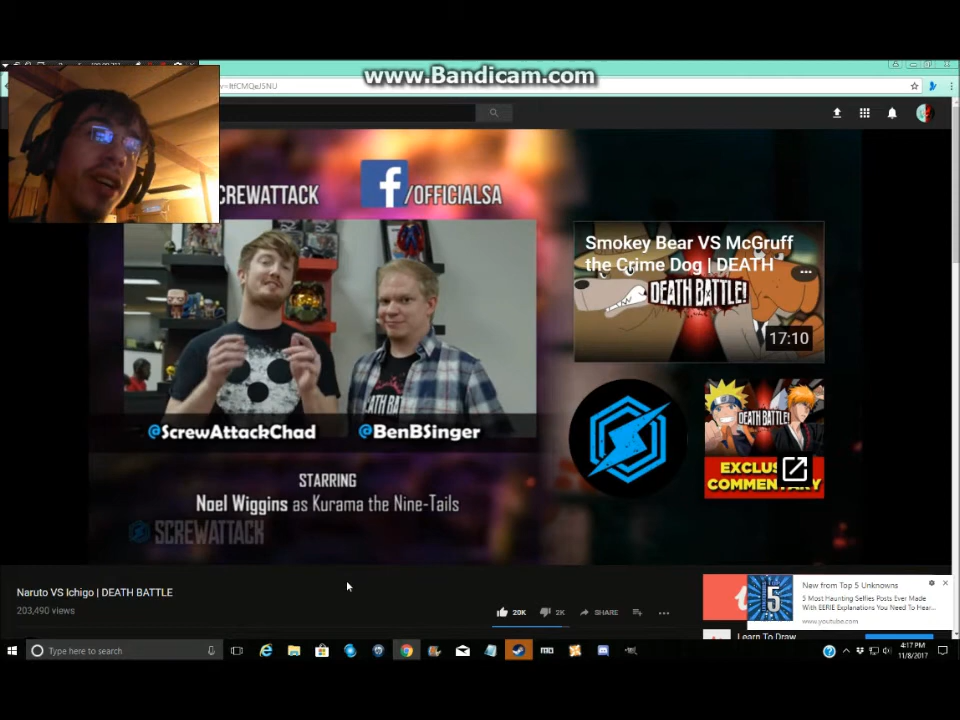 www.Bandicam.com
CREWATTACK
/OFFICIALSA
Smokey Bear VS McGruff
the Crime Dog | DEATH
DEATH BATTLE!
17:10
@ScrewAttackChad
@BenBSinger
DEATH BATTLE!
EXCLUS
COMMENTARY
STARRING
Noel Wiggins as Kurama the Nine-Tails
SCREWATTACK
Naruto VS Ichigo | DEATH BATTLE
203,490 views
20K
2K
SHARE
New from Top 5 Unknowns
5 Most Haunting Selfies Posts Ever Made
With EERIE Explanations You Need To Hear...
www.youtube.com
Learn To Draw
Type here to search
4:17 PM
11/8/2017